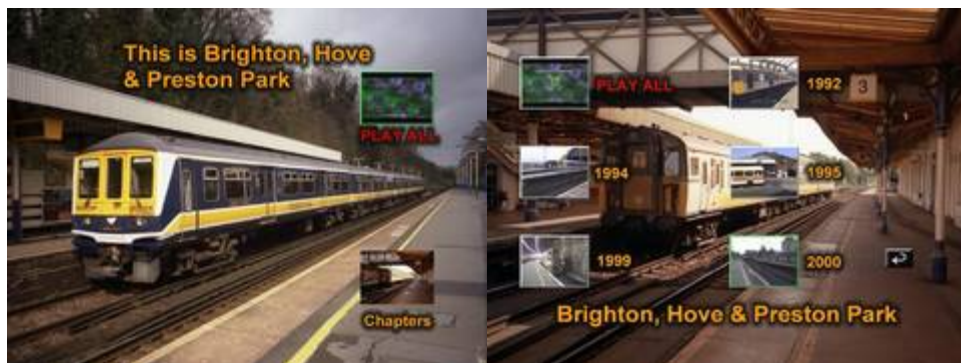 This is Brighton, Hove
& Preston Park
PLAY ALL
Chapters
PLAY ALL
1992
3
1994
1995
1999
2000
Brighton, Hove & Preston Park